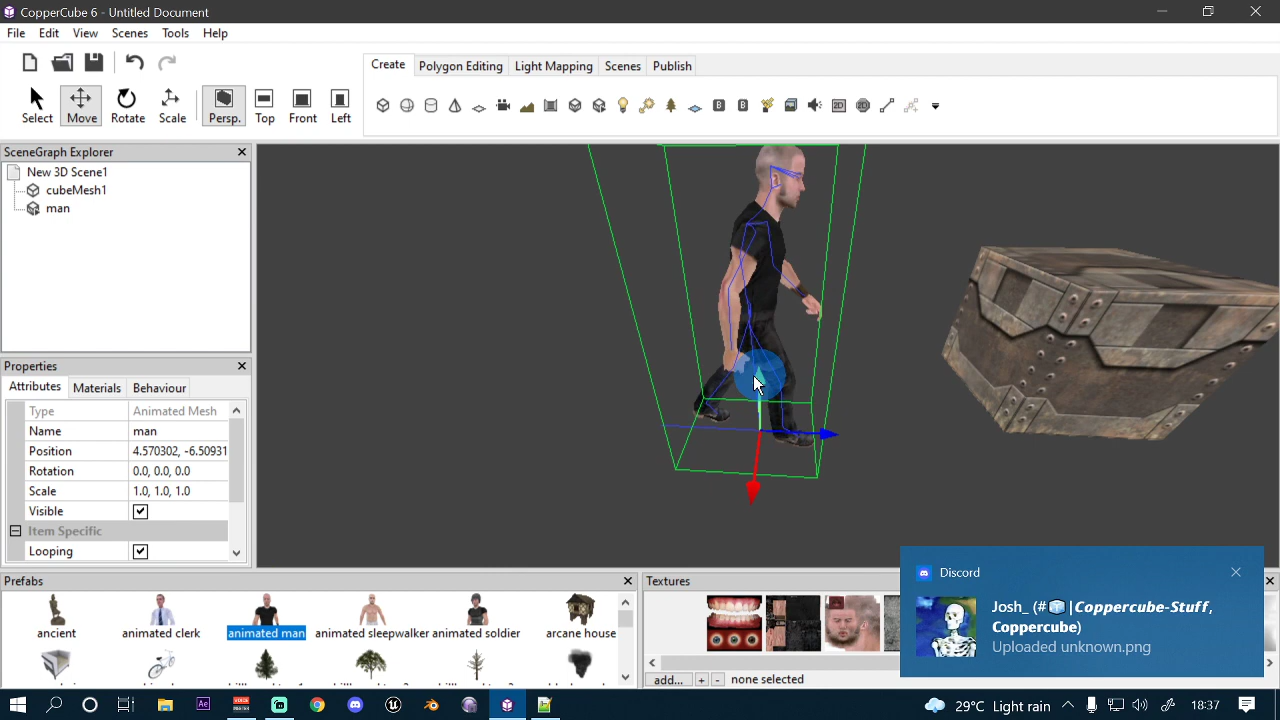 CopperCube 6 - Untitled Document
File Edit View Scenes Tools Help
Create Polygon Editing Light Mapping Scenes Publish
Select Move Rotate Scale Persp. Top Front Left
SceneGraph Explorer
New 3D Scene1
cubeMesh1
man
Properties
Attributes Materials Behaviour
Type Animated Mesh
Name man
Position 4.570302, -6.50931
Rotation 0.0, 0.0, 0.0
Scale 1.0, 1.0, 1.0
Visible
Item Specific
Looping
Prefabs
ancient animated clerk animated man animated sleepwalker animated soldier arcane house
Textures
add... + - none selected
Discord
Josh_ (#|Coppercube-Stuff,
Coppercube)
Uploaded unknown.png
29°C Light rain 18:37